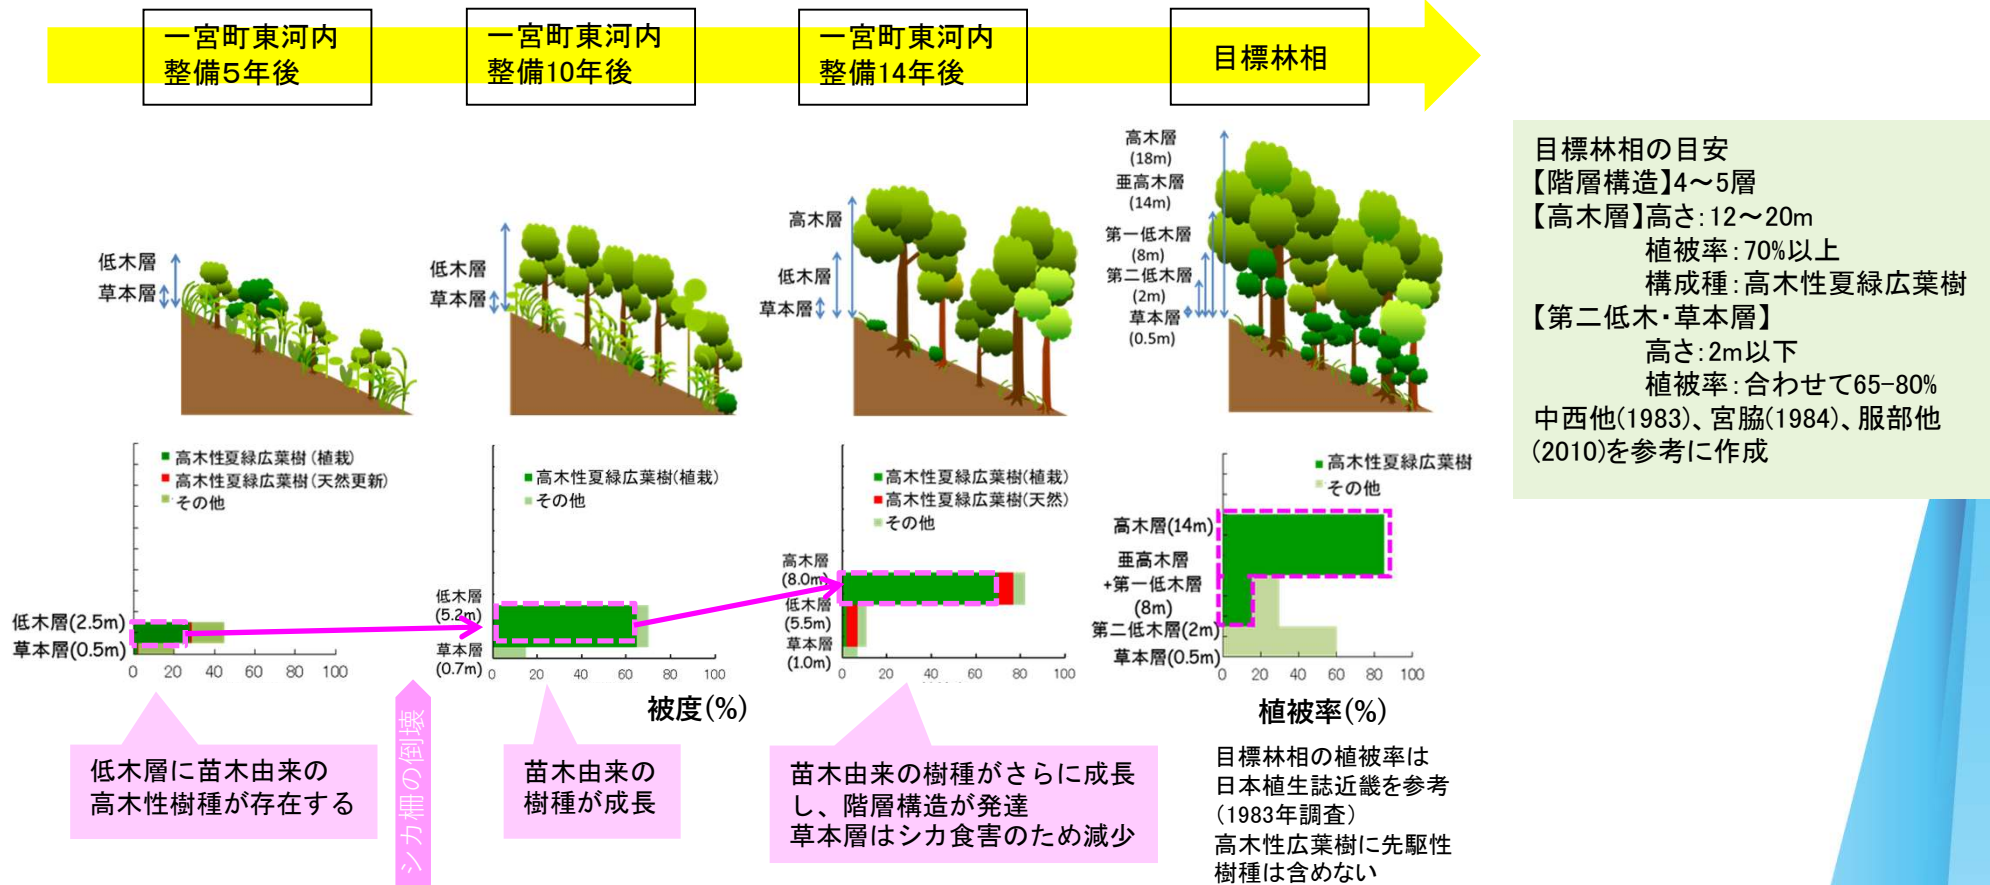 一宮町東河内
整備５年後
一宮町東河内
整備10年後
一宮町東河内
整備14年後
目標林相
低木層
草本層
低木層
草本層
高木層
低木層
草本層
高木層
(18m)
亜高木層
(14m)
第一低木層
(8m)
第二低木層
(2m)
草本層
(0.5m)
目標林相の目安
【階層構造】4～5層
【高木層】高さ：12～20m
植被率：70%以上
構成種：高木性夏緑広葉樹
【第二低木・草本層】
高さ：2m以下
植被率：合わせて65-80%
中西他(1983)、宮脇(1984)、服部他
(2010)を参考に作成
高木性夏緑広葉樹（植栽）
高木性夏緑広葉樹（天然更新）
その他
低木層(2.5m)
草本層(0.5m)
0 20 40 60 80 100
高木性夏緑広葉樹(植栽)
その他
低木層
(5.2m)
草本層
(0.7m)
0 20 40 60 80 100
被度(%)
高木性夏緑広葉樹(植栽)
高木性夏緑広葉樹(天然)
その他
高木層
(8.0m)
低木層
(5.5m)
草本層
(1.0m)
0 20 40 60 80 100
高木性夏緑広葉樹
その他
高木層(14m)
亜高木層
+第一低木層
(8m)
第二低木層(2m)
草本層(0.5m)
0 20 40 60 80 100
植被率(%)
低木層に苗木由来の
高木性樹種が存在する
シカ柵の倒壊
苗木由来の
樹種が成長
苗木由来の樹種がさらに成長
し、階層構造が発達
草本層はシカ食害のため減少
目標林相の植被率は
日本植生誌近畿を参考
（1983年調査）
高木性広葉樹に先駆性
樹種は含めない